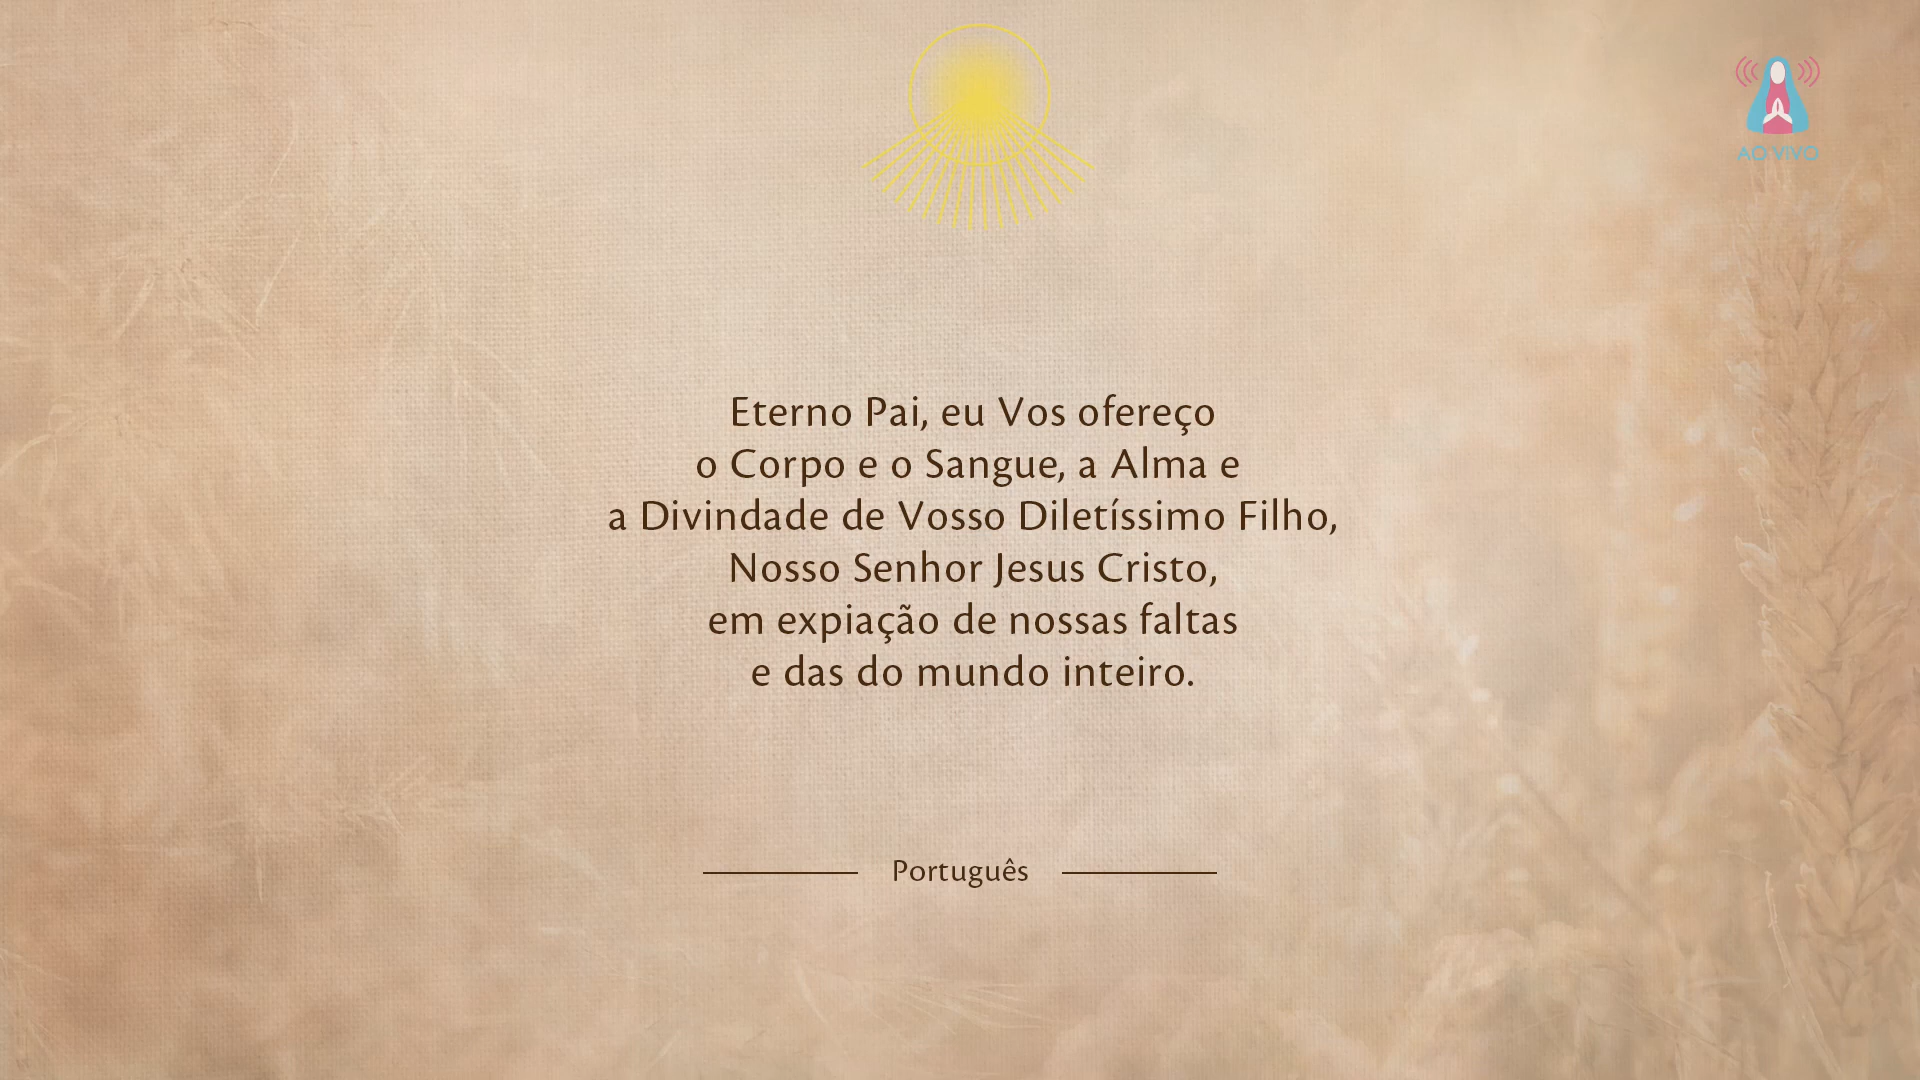 AO VIVO
Eterno Pai, eu Vos ofereço
o Corpo e o Sangue, a Alma e
a Divindade de Vosso Diletíssimo Filho,
Nosso Senhor Jesus Cristo,
em expiação de nossas faltas
e das do mundo inteiro.
Português